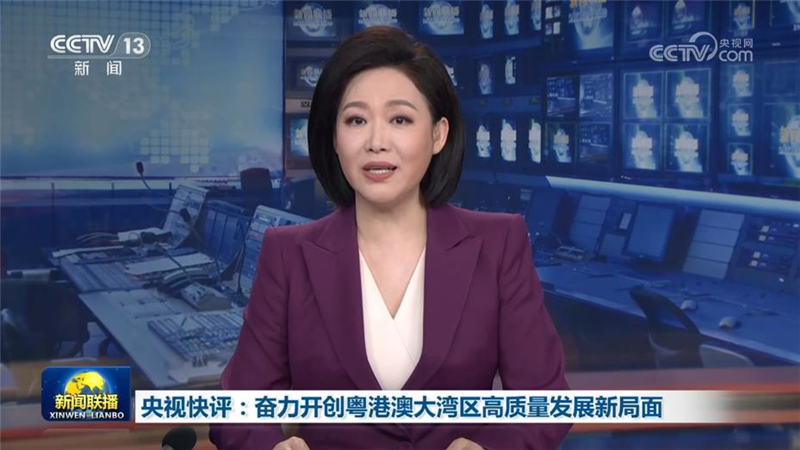 CCTV 13
新闻
央视网
CCTV.com
新闻联播
XINWEN-LIANBO
央视快评：奋力开创粤港澳大湾区高质量发展新局面